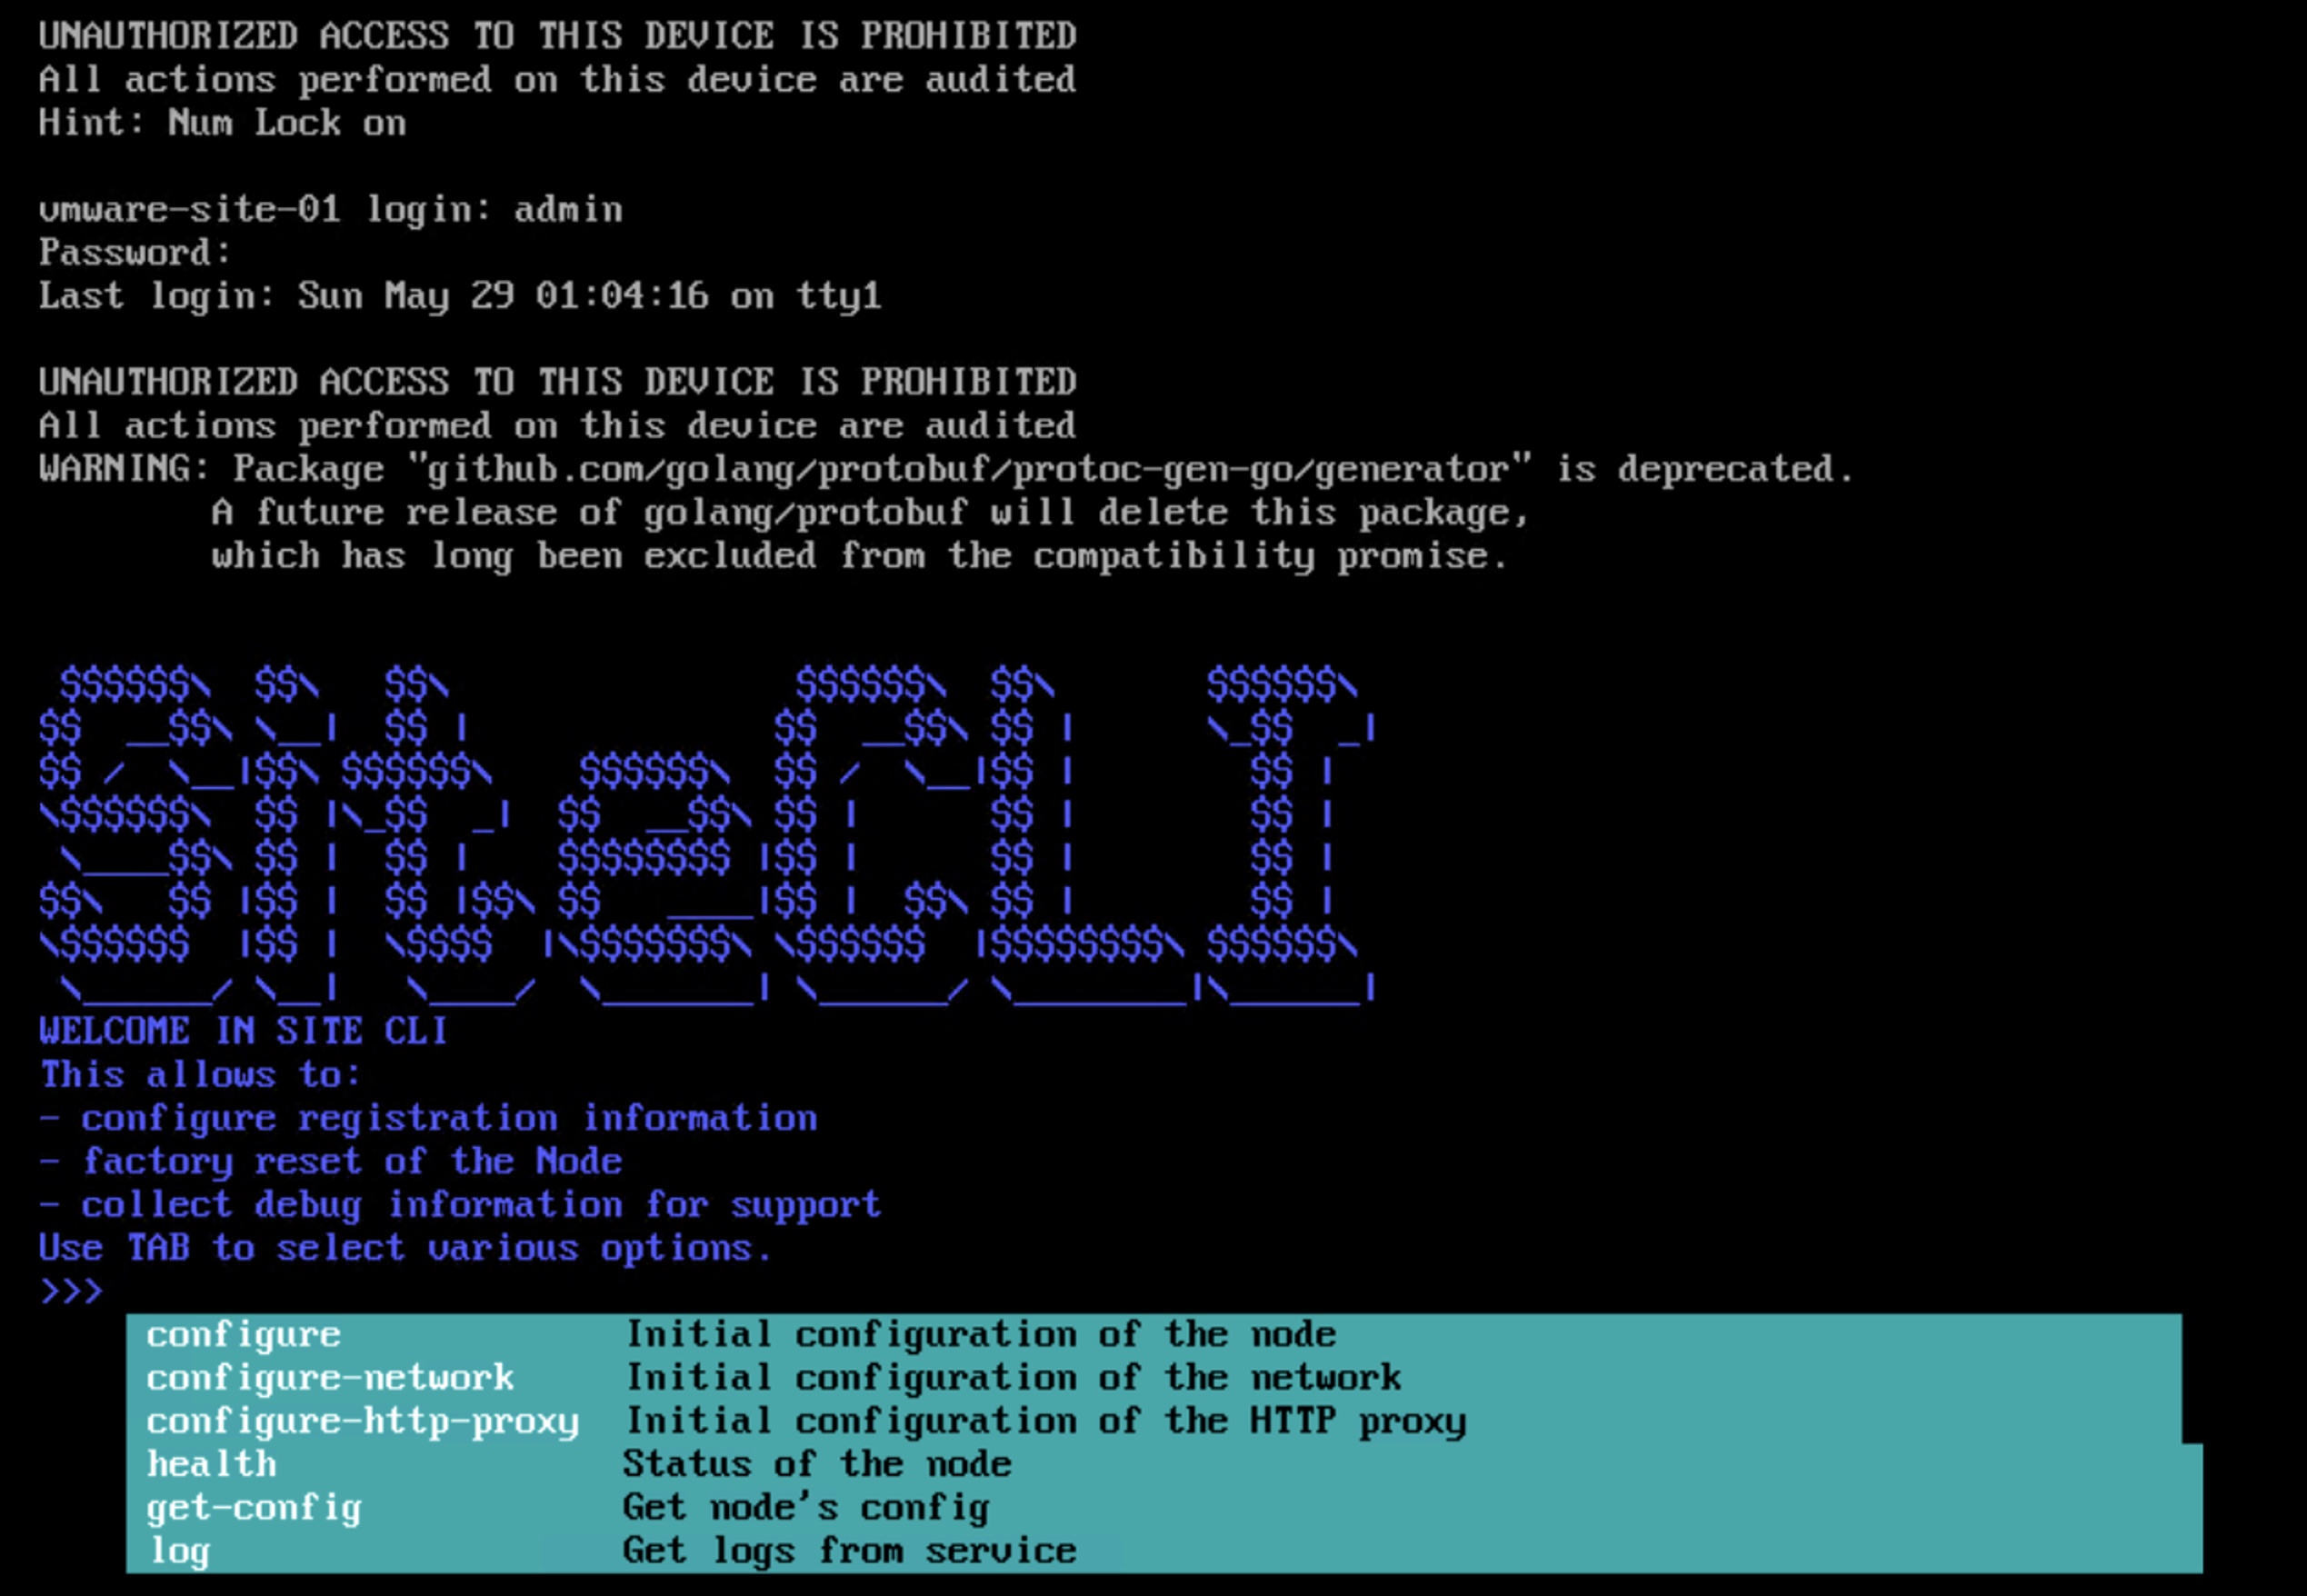 UNAUTHORIZED ACCESS TO THIS DEVICE IS PROHIBITED
All actions performed on this device are audited
Hint: Num Lock on
vmware-site-01 login: admin
Password:
Last login: Sun May 29 01:04:16 on tty1
UNAUTHORIZED ACCESS TO THIS DEVICE IS PROHIBITED
All actions performed on this device are audited
WARNING: Package "github.com/golang/protobuf/protoc-gen-go/generator" is deprecated.
A future release of golang/protobuf will delete this package,
which has long been excluded from the compatibility promise.
SiteCLI
WELCOME IN SITE CLI
This allows to:
- configure registration information
- factory reset of the Node
- collect debug information for support
Use TAB to select various options.
>>>
configure Initial configuration of the node
configure-network Initial configuration of the network
configure-http-proxy Initial configuration of the HTTP proxy
health Status of the node
get-config Get node's config
log Get logs from service